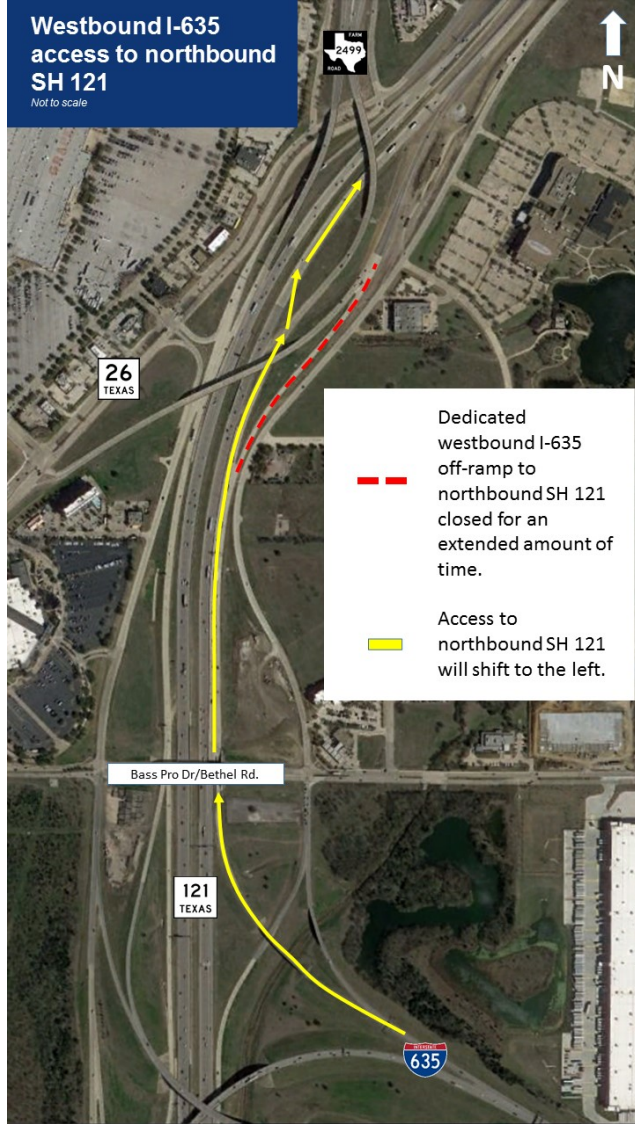 Westbound I-635
access to northbound
SH 121
Not to scale
FARM
2499
ROAD
N
26
TEXAS
Dedicated
westbound I-635
off-ramp to
northbound SH 121
closed for an
extended amount of
time.
Access to
northbound SH 121
will shift to the left.
Bass Pro Dr/Bethel Rd.
121
TEXAS
INTERSTATE
635